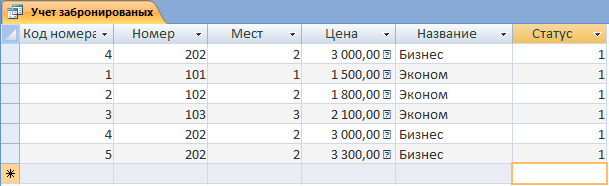 Учет забронированых
Код номера Номер Мест Цена Название Статус
4 202 2 3 000,00 Бизнес 1
1 101 1 1 500,00 Эконом 1
2 102 2 1 800,00 Эконом 1
3 103 3 2 100,00 Эконом 1
4 202 2 3 000,00 Бизнес 1
5 202 2 3 300,00 Бизнес 1